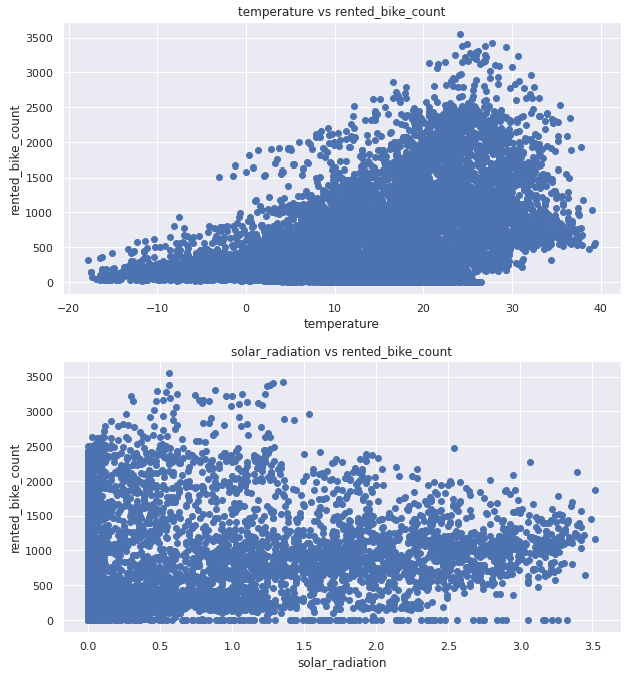 temperature vs rented_bike_count
3500
3000
2500
2000
1500
1000
500
0
rented_bike_count
−20 −10 0 10 20 30 40
temperature
solar_radiation vs rented_bike_count
3500
3000
2500
2000
1500
1000
500
0
rented_bike_count
0.0 0.5 1.0 1.5 2.0 2.5 3.0 3.5
solar_radiation